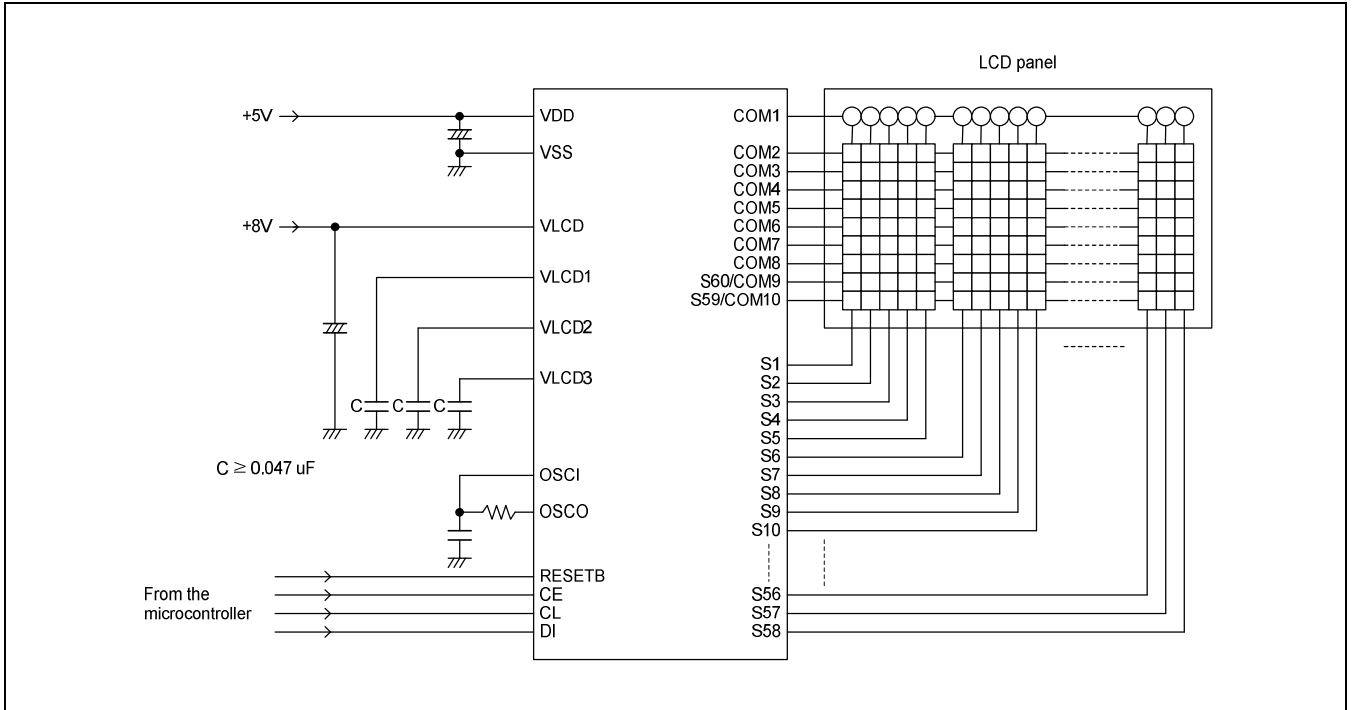 LCD panel
+5V
VDD
VSS
+8V
VLCD
VLCD1
VLCD2
VLCD3
C
C
C
C ≧ 0.047 uF
OSCI
OSCO
From the
microcontroller
RESETB
CE
CL
DI
COM1
COM2
COM3
COM4
COM5
COM6
COM7
COM8
S60/COM9
S59/COM10
S1
S2
S3
S4
S5
S6
S7
S8
S9
S10
S56
S57
S58